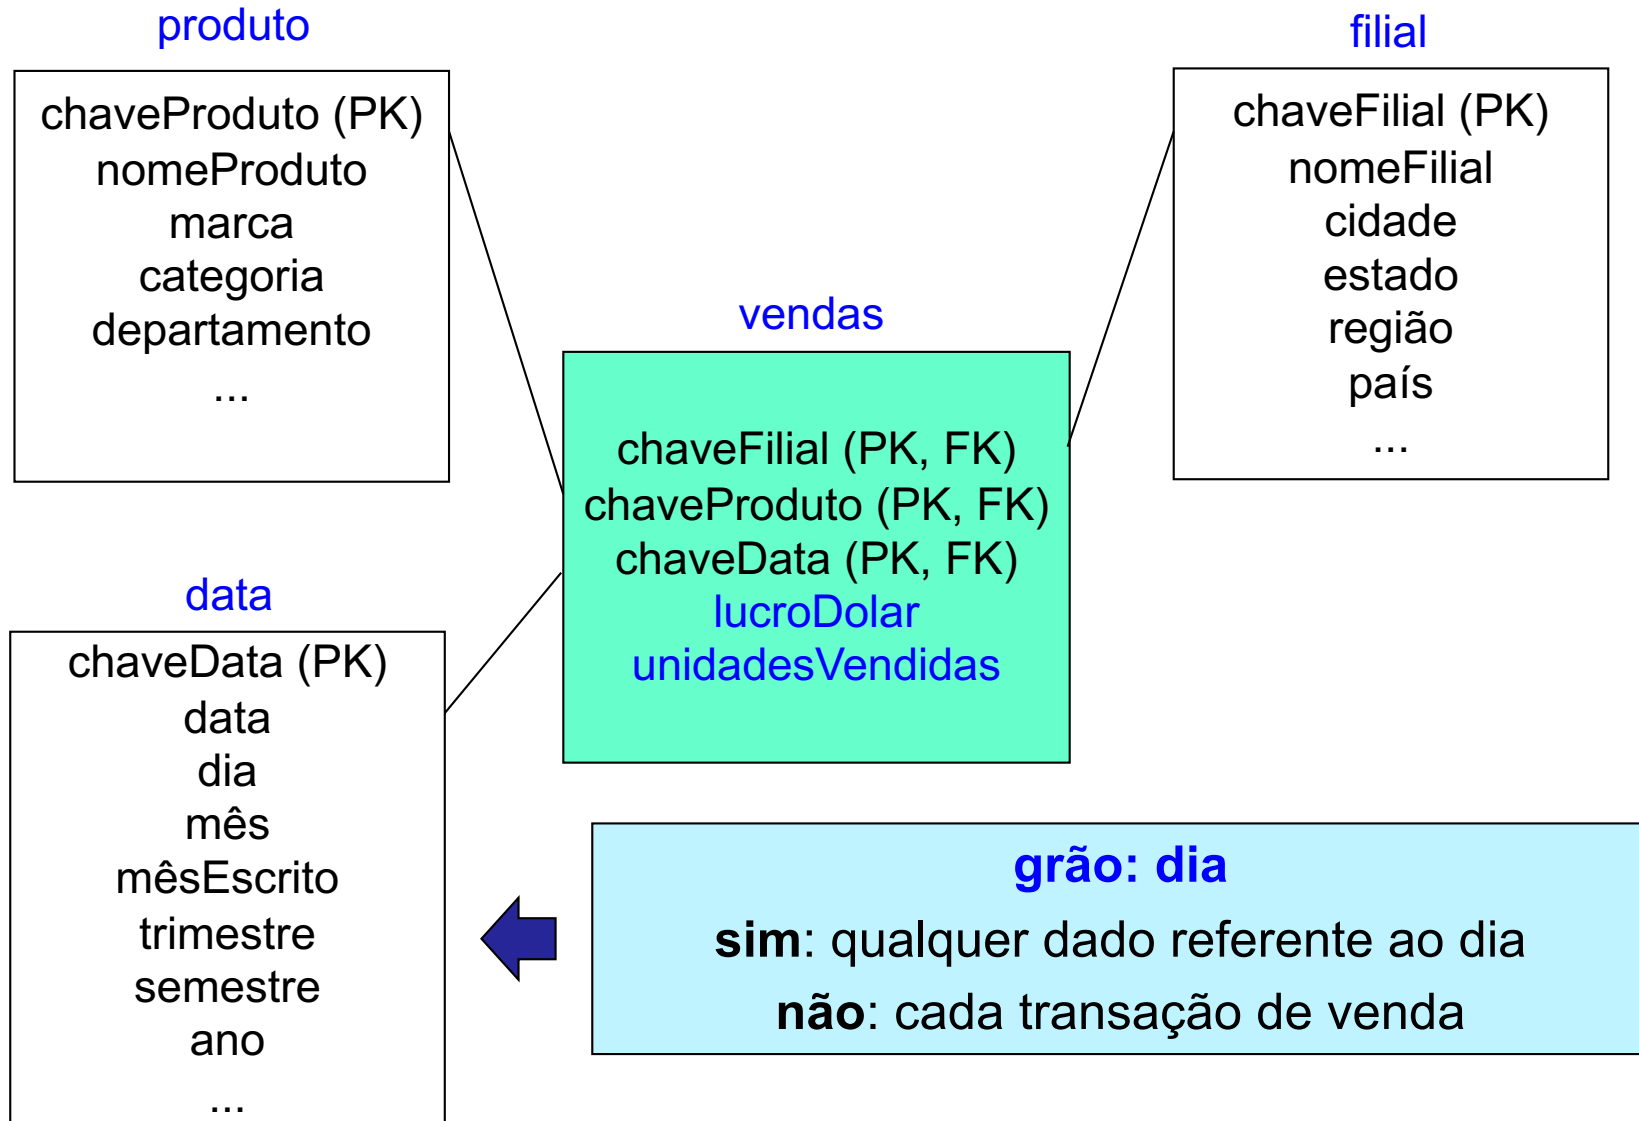 produto
chaveProduto (PK)
nomeProduto
marca
categoria
departamento
...
filial
chaveFilial (PK)
nomeFilial
cidade
estado
região
país
...
vendas
chaveFilial (PK, FK)
chaveProduto (PK, FK)
chaveData (PK, FK)
lucroDolar
unidadesVendidas
data
chaveData (PK)
data
dia
mês
mêsEscrito
trimestre
semestre
ano
...
grão: dia
sim: qualquer dado referente ao dia
não: cada transação de venda